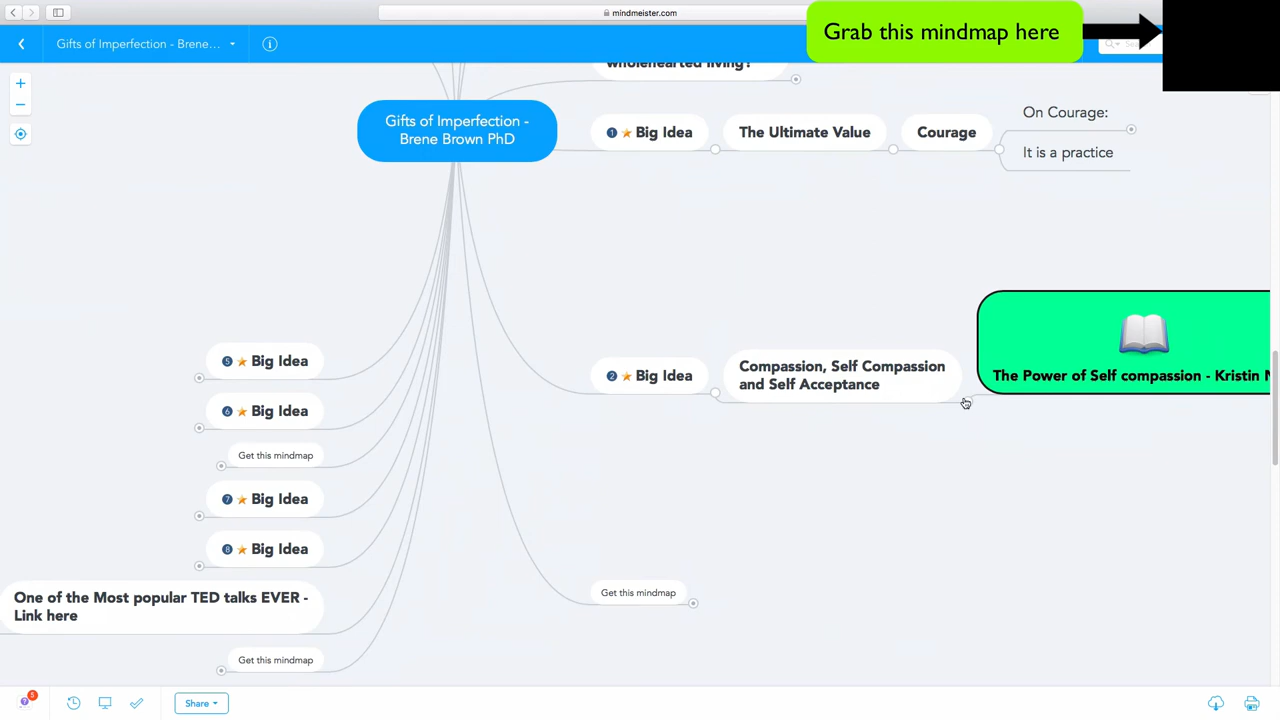 mindmeister.com
Grab this mindmap here
Gifts of Imperfection - Brene...
wholehearted living?
Gifts of Imperfection -
Brene Brown PhD
1 Big Idea
The Ultimate Value
Courage
On Courage:
It is a practice
5 Big Idea
6 Big Idea
Get this mindmap
7 Big Idea
8 Big Idea
One of the Most popular TED talks EVER -
Link here
Get this mindmap
2 Big Idea
Compassion, Self Compassion
and Self Acceptance
The Power of Self compassion - Kristin
Get this mindmap
5
Share